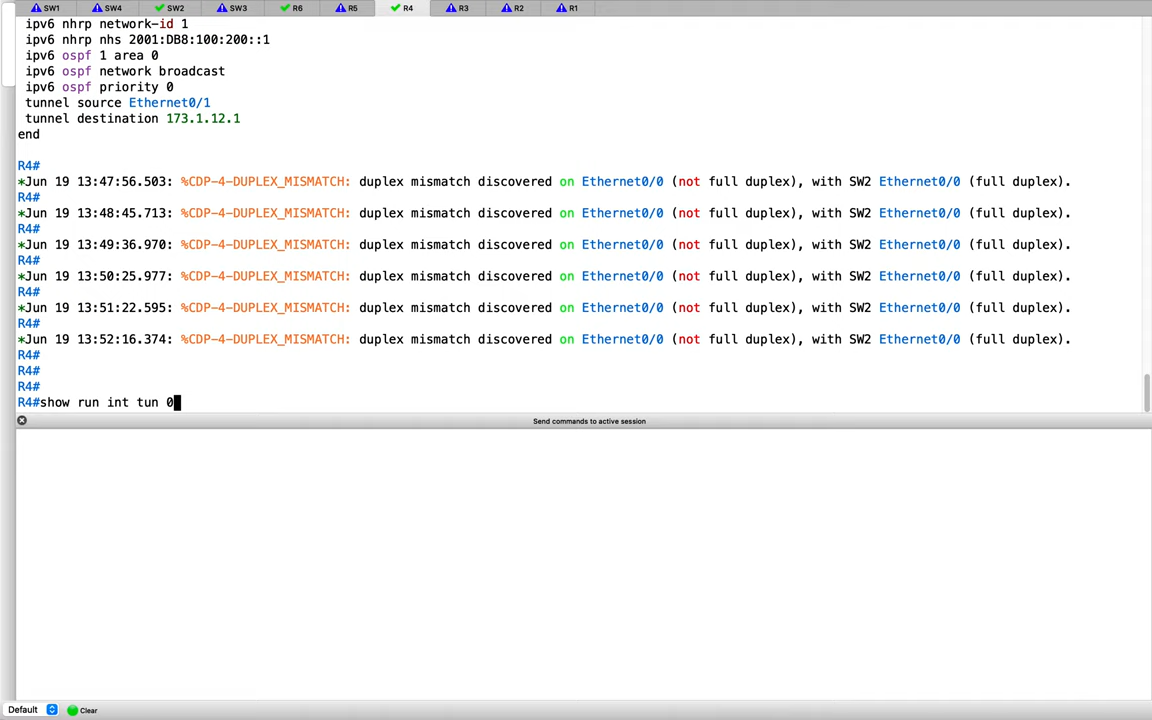 SW1 SW4 SW2 SW3 R6 R5 R4 R3 R2 R1
ipv6 nhrp network-id 1
ipv6 nhrp nhs 2001:DB8:100:200::1
ipv6 ospf 1 area 0
ipv6 ospf network broadcast
ipv6 ospf priority 0
tunnel source Ethernet0/1
tunnel destination 173.1.12.1
end
R4#
*Jun 19 13:47:56.503: %CDP-4-DUPLEX_MISMATCH: duplex mismatch discovered on Ethernet0/0 (not full duplex), with SW2 Ethernet0/0 (full duplex).
R4#
*Jun 19 13:48:45.713: %CDP-4-DUPLEX_MISMATCH: duplex mismatch discovered on Ethernet0/0 (not full duplex), with SW2 Ethernet0/0 (full duplex).
R4#
*Jun 19 13:49:36.970: %CDP-4-DUPLEX_MISMATCH: duplex mismatch discovered on Ethernet0/0 (not full duplex), with SW2 Ethernet0/0 (full duplex).
R4#
*Jun 19 13:50:25.977: %CDP-4-DUPLEX_MISMATCH: duplex mismatch discovered on Ethernet0/0 (not full duplex), with SW2 Ethernet0/0 (full duplex).
R4#
*Jun 19 13:51:22.595: %CDP-4-DUPLEX_MISMATCH: duplex mismatch discovered on Ethernet0/0 (not full duplex), with SW2 Ethernet0/0 (full duplex).
R4#
*Jun 19 13:52:16.374: %CDP-4-DUPLEX_MISMATCH: duplex mismatch discovered on Ethernet0/0 (not full duplex), with SW2 Ethernet0/0 (full duplex).
R4#
R4#
R4#
R4#show run int tun 0
Send commands to active session
Default Clear